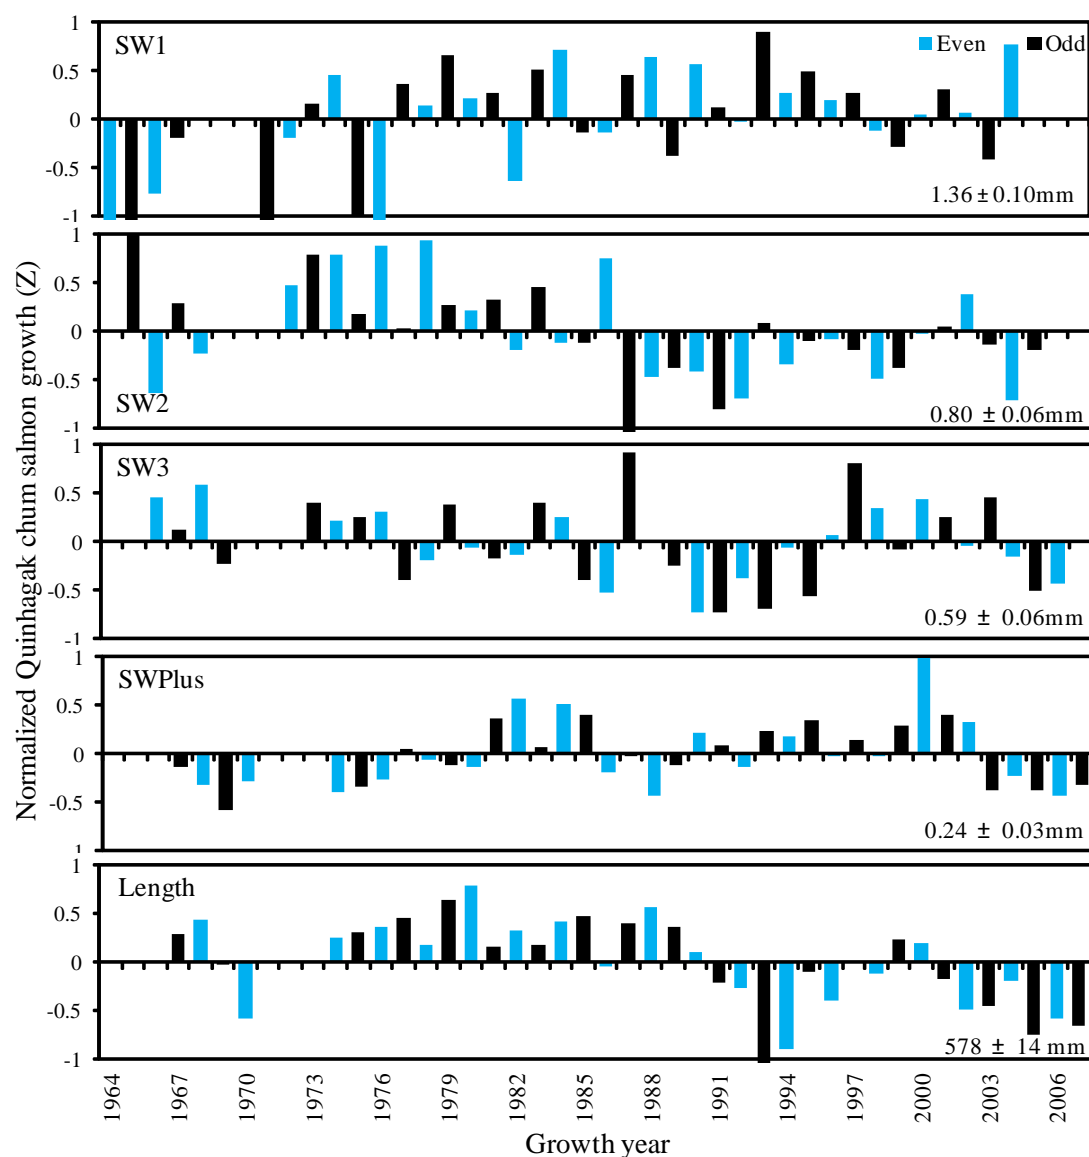 Normalized Quinhagak chum salmon growth (Z)
1
0.5
0
-0.5
-1
SW1
Even
Odd
1.36 ± 0.10mm
1
0.5
0
-0.5
-1
SW2
0.80 ± 0.06mm
1
0.5
0
-0.5
-1
SW3
0.59 ± 0.06mm
1
0.5
0
-0.5
SWPlus
0.24 ± 0.03mm
1
0.5
0
-0.5
-1
Length
578 ± 14 mm
1964 1967 1970 1973 1976 1979 1982 1985 1988 1991 1994 1997 2000 2003 2006
Growth year